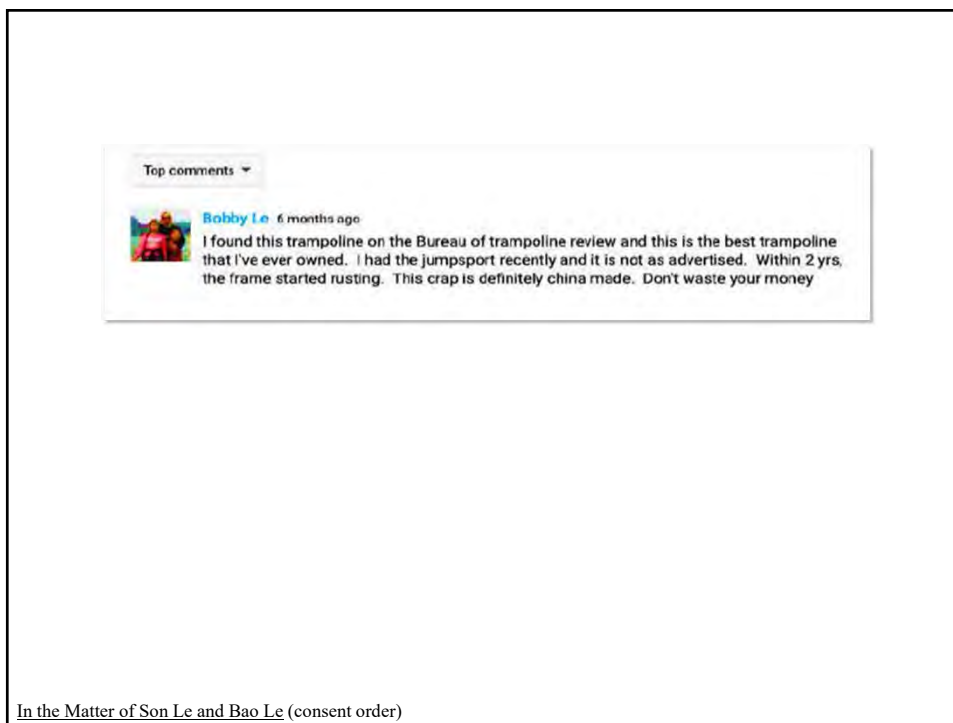 Top comments
Bobby Le 6 months ago
I found this trampoline on the Bureau of trampoline review and this is the best trampoline
that I've ever owned. I had the jumpsport recently and it is not as advertised. Within 2 yrs,
the frame started rusting. This crap is definitely china made. Don't waste your money
In the Matter of Son Le and Bao Le (consent order)